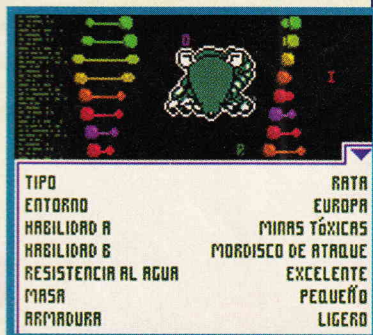 D
I
R
TIPO RATA
ENTORNO EUROPA
HABILIDAD A MINAS TÓXICAS
HABILIDAD B MORDISCO DE ATAQUE
RESISTENCIA AL AGUA EXCELENTE
MASA PEQUEÑO
ARMADURA LIGERO